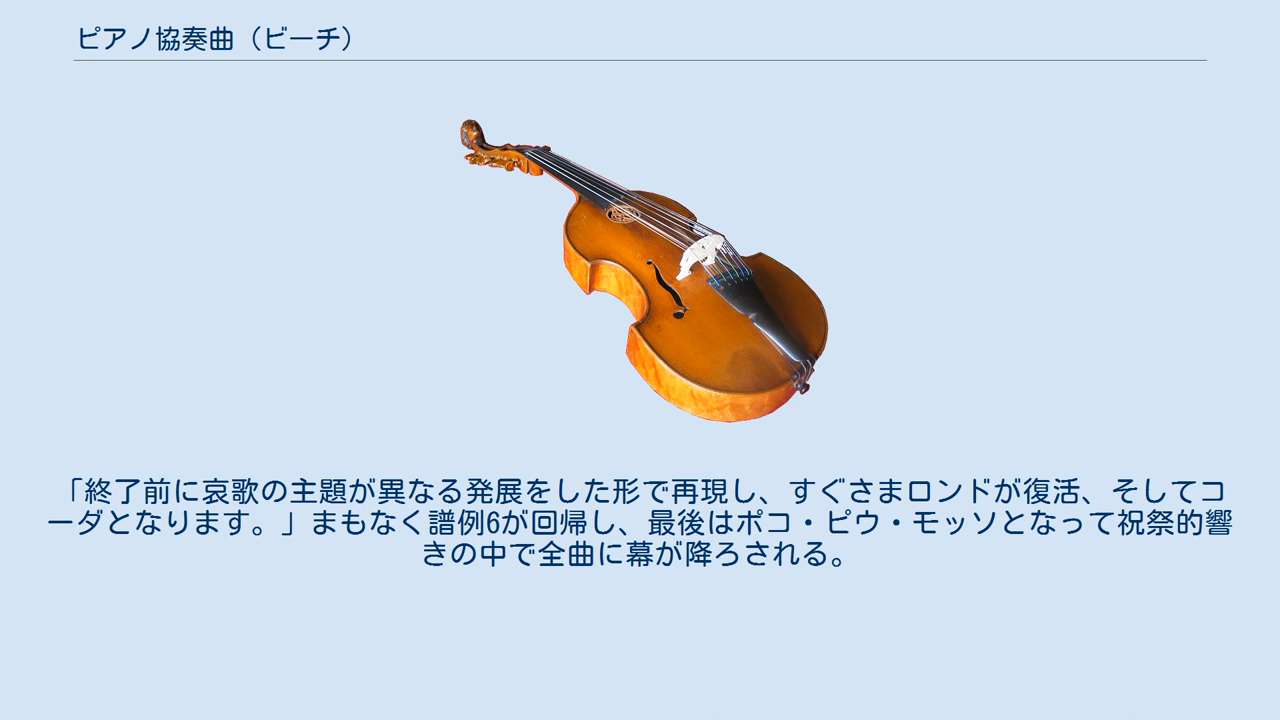 ピアノ協奏曲（ビーチ）
「終了前に哀歌の主題が異なる発展をした形で再現し、すぐさまロンドが復活、そしてコ
ーダとなります。」まもなく譜例6が回帰し、最後はポコ・ピウ・モッソとなって祝祭的響
きの中で全曲に幕が降ろされる。